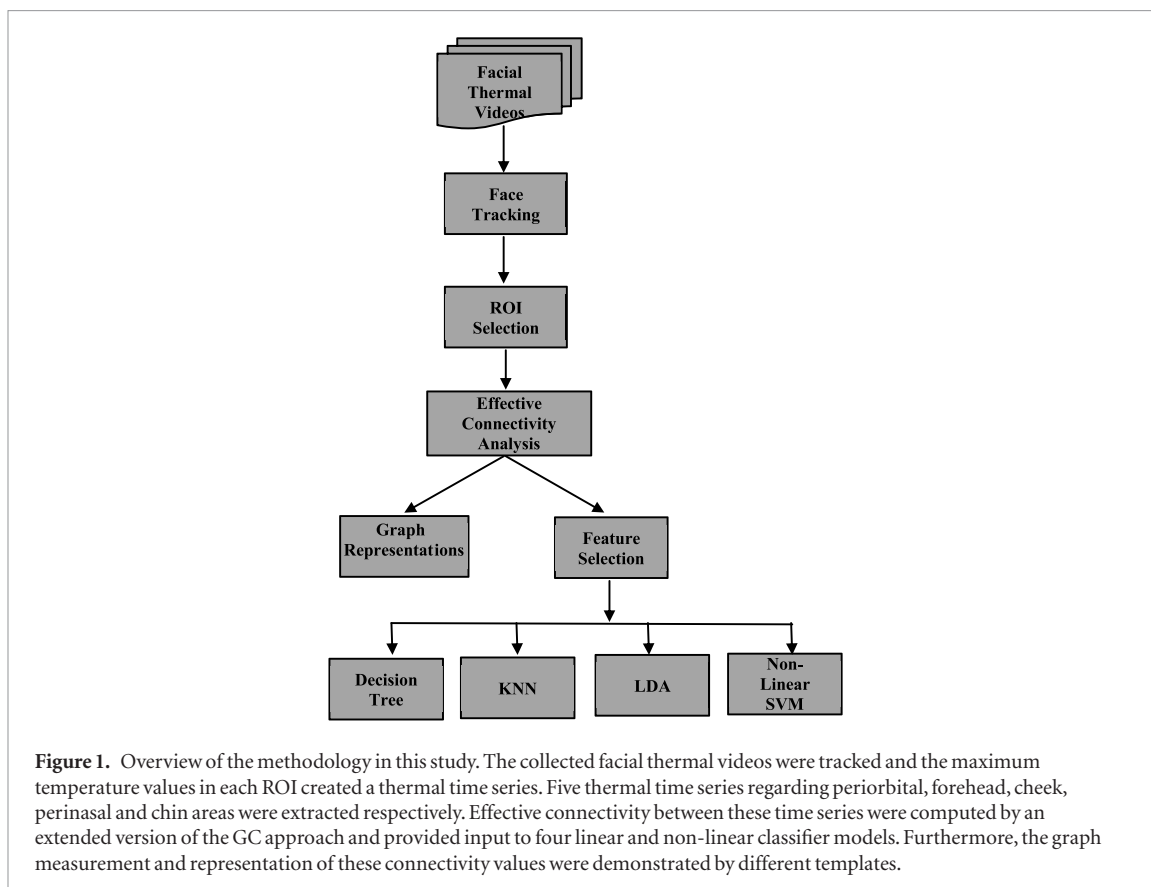 Facial
Thermal
Videos
Face
Tracking
ROI
Selection
Effective
Connectivity
Analysis
Graph
Representations
Feature
Selection
Decision
Tree
KNN
LDA
Non-
Linear
SVM
Figure 1. Overview of the methodology in this study. The collected facial thermal videos were tracked and the maximum
temperature values in each ROI created a thermal time series. Five thermal time series regarding periorbital, forehead, cheek,
perinasal and chin areas were extracted respectively. Effective connectivity between these time series were computed by an
extended version of the GC approach and provided input to four linear and non-linear classifier models. Furthermore, the graph
measurement and representation of these connectivity values were demonstrated by different templates.